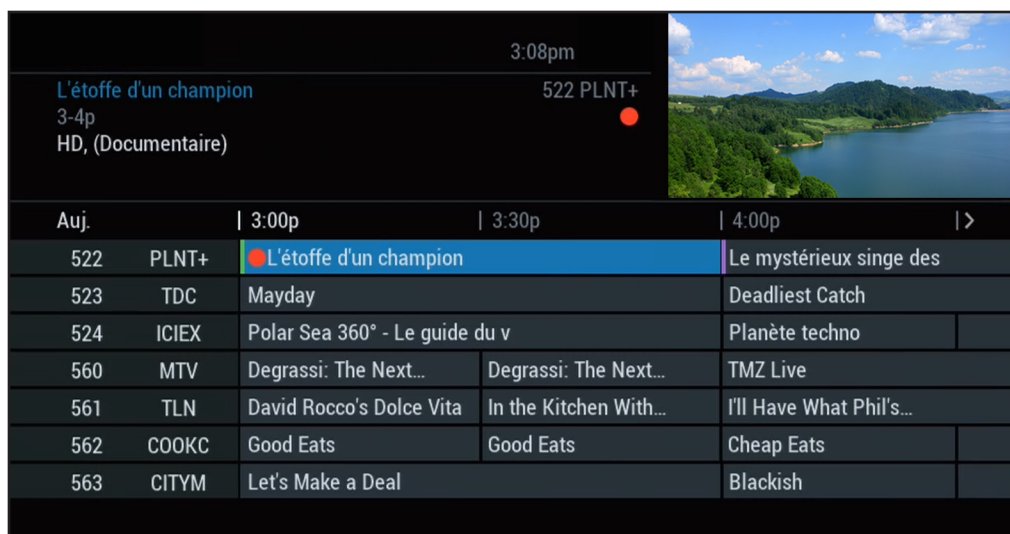 3:08pm
L'étoffe d'un champion 522 PLNT+
3-4p
HD, (Documentaire)
Auj. 3:00p 3:30p 4:00p >
522 PLNT+ L'étoffe d'un champion Le mystérieux singe des
523 TDC Mayday Deadliest Catch
524 ICIEX Polar Sea 360° - Le guide du v Planète techno
560 MTV Degrassi: The Next... Degrassi: The Next... TMZ Live
561 TLN David Rocco's Dolce Vita In the Kitchen With... I'll Have What Phil's...
562 COOKC Good Eats Good Eats Cheap Eats
563 CITYM Let's Make a Deal Blackish